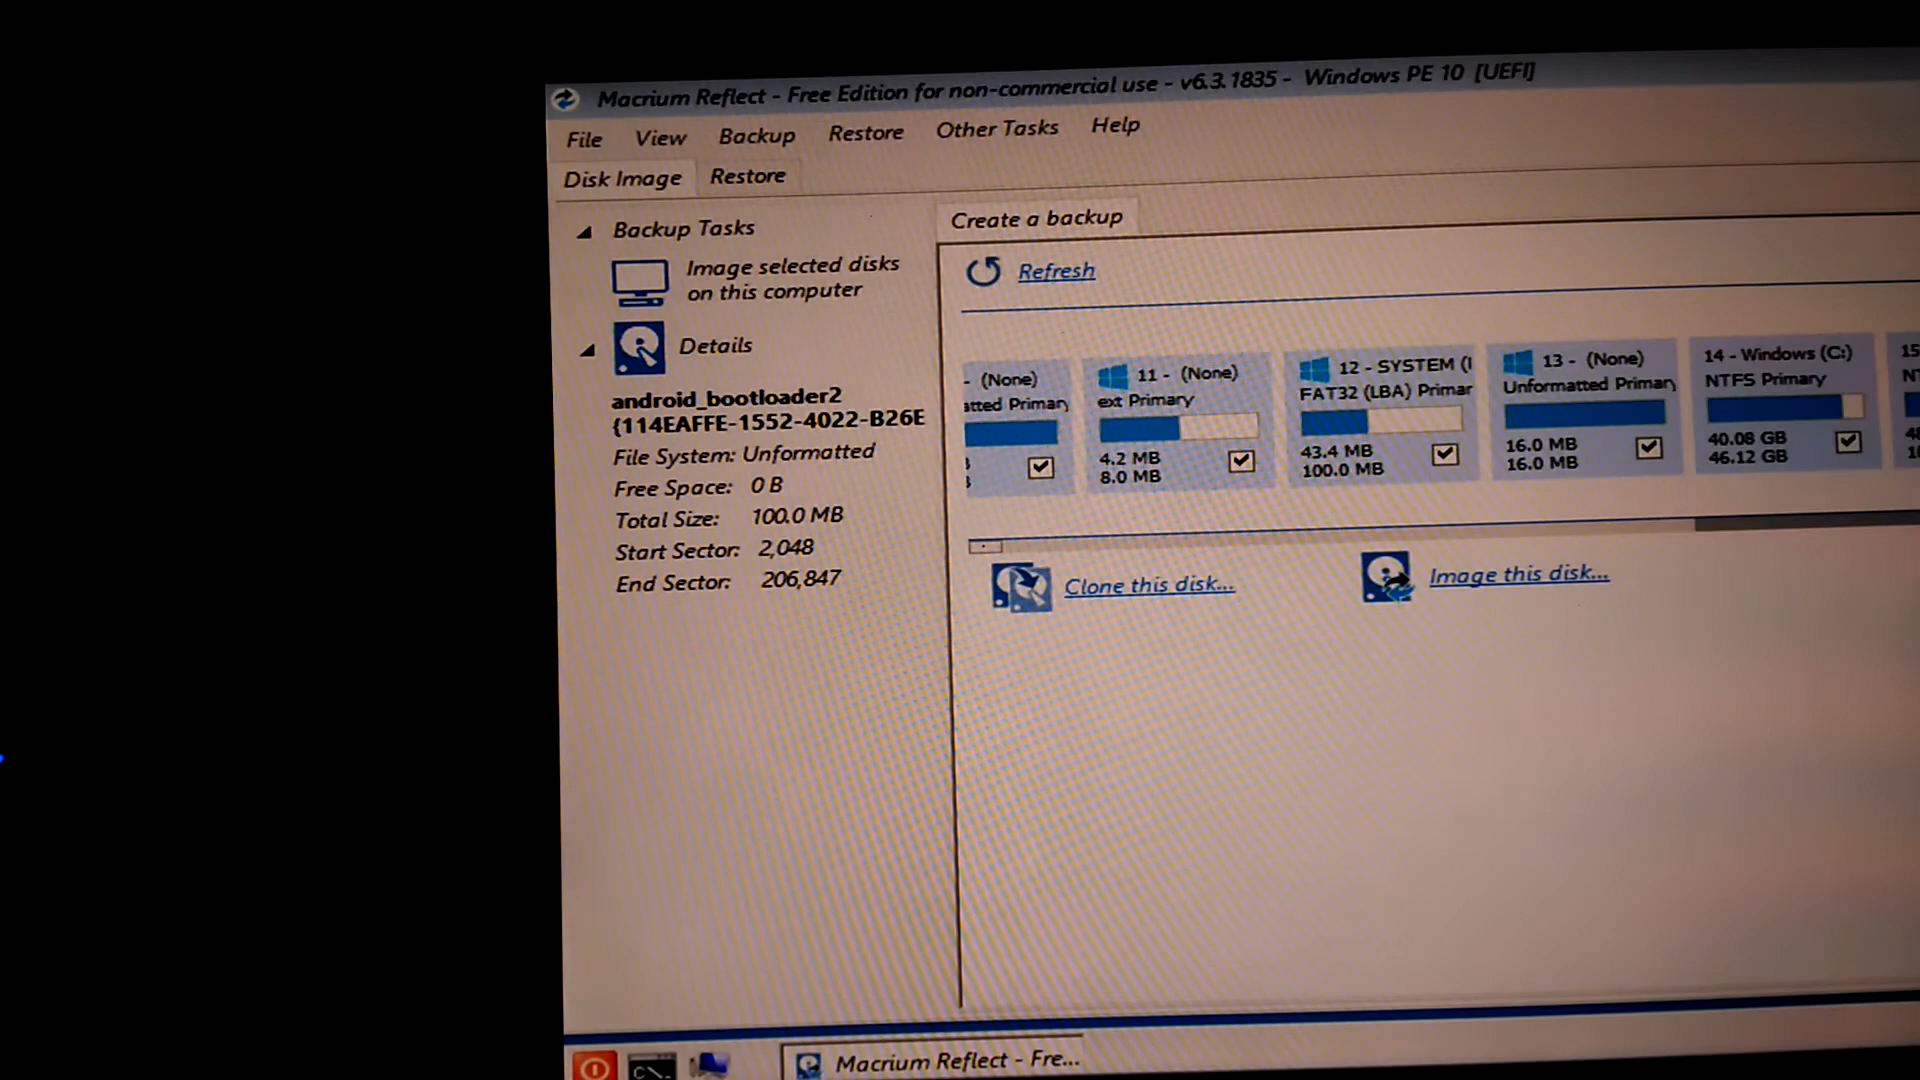 Macrium Reflect - Free Edition for non-commercial use - v6.3.1835 - Windows PE 10 [UEFI]
File View Backup Restore Other Tasks Help
Disk Image Restore
Backup Tasks
Image selected disks
on this computer
Details
android_bootloader2
{114EAFFE-1552-4022-B26E
File System: Unformatted
Free Space: 0 B
Total Size: 100.0 MB
Start Sector: 2,048
End Sector: 206,847
Create a backup
Refresh
- (None)
atted Primary
11 - (None)
ext Primary
4.2 MB
8.0 MB
12 - SYSTEM (
FAT32 (LBA) Primar
43.4 MB
100.0 MB
13 - (None)
Unformatted Primary
16.0 MB
16.0 MB
14 - Windows (C:)
NTFS Primary
40.08 GB
46.12 GB
15
Clone this disk...
Image this disk...
C:\.
Macrium Reflect - Fre...